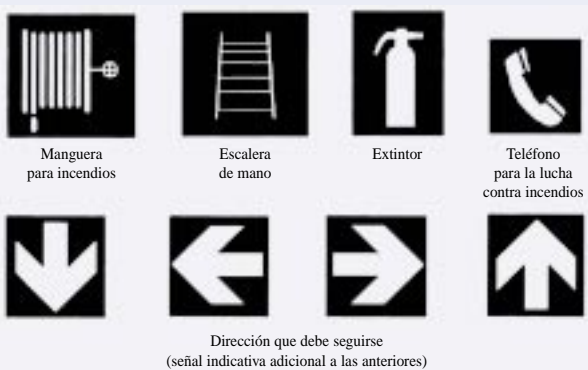 Manguera
para incendios
Escalera
de mano
Extintor
Teléfono
para la lucha
contra incendios
Dirección que debe seguirse
(señal indicativa adicional a las anteriores)